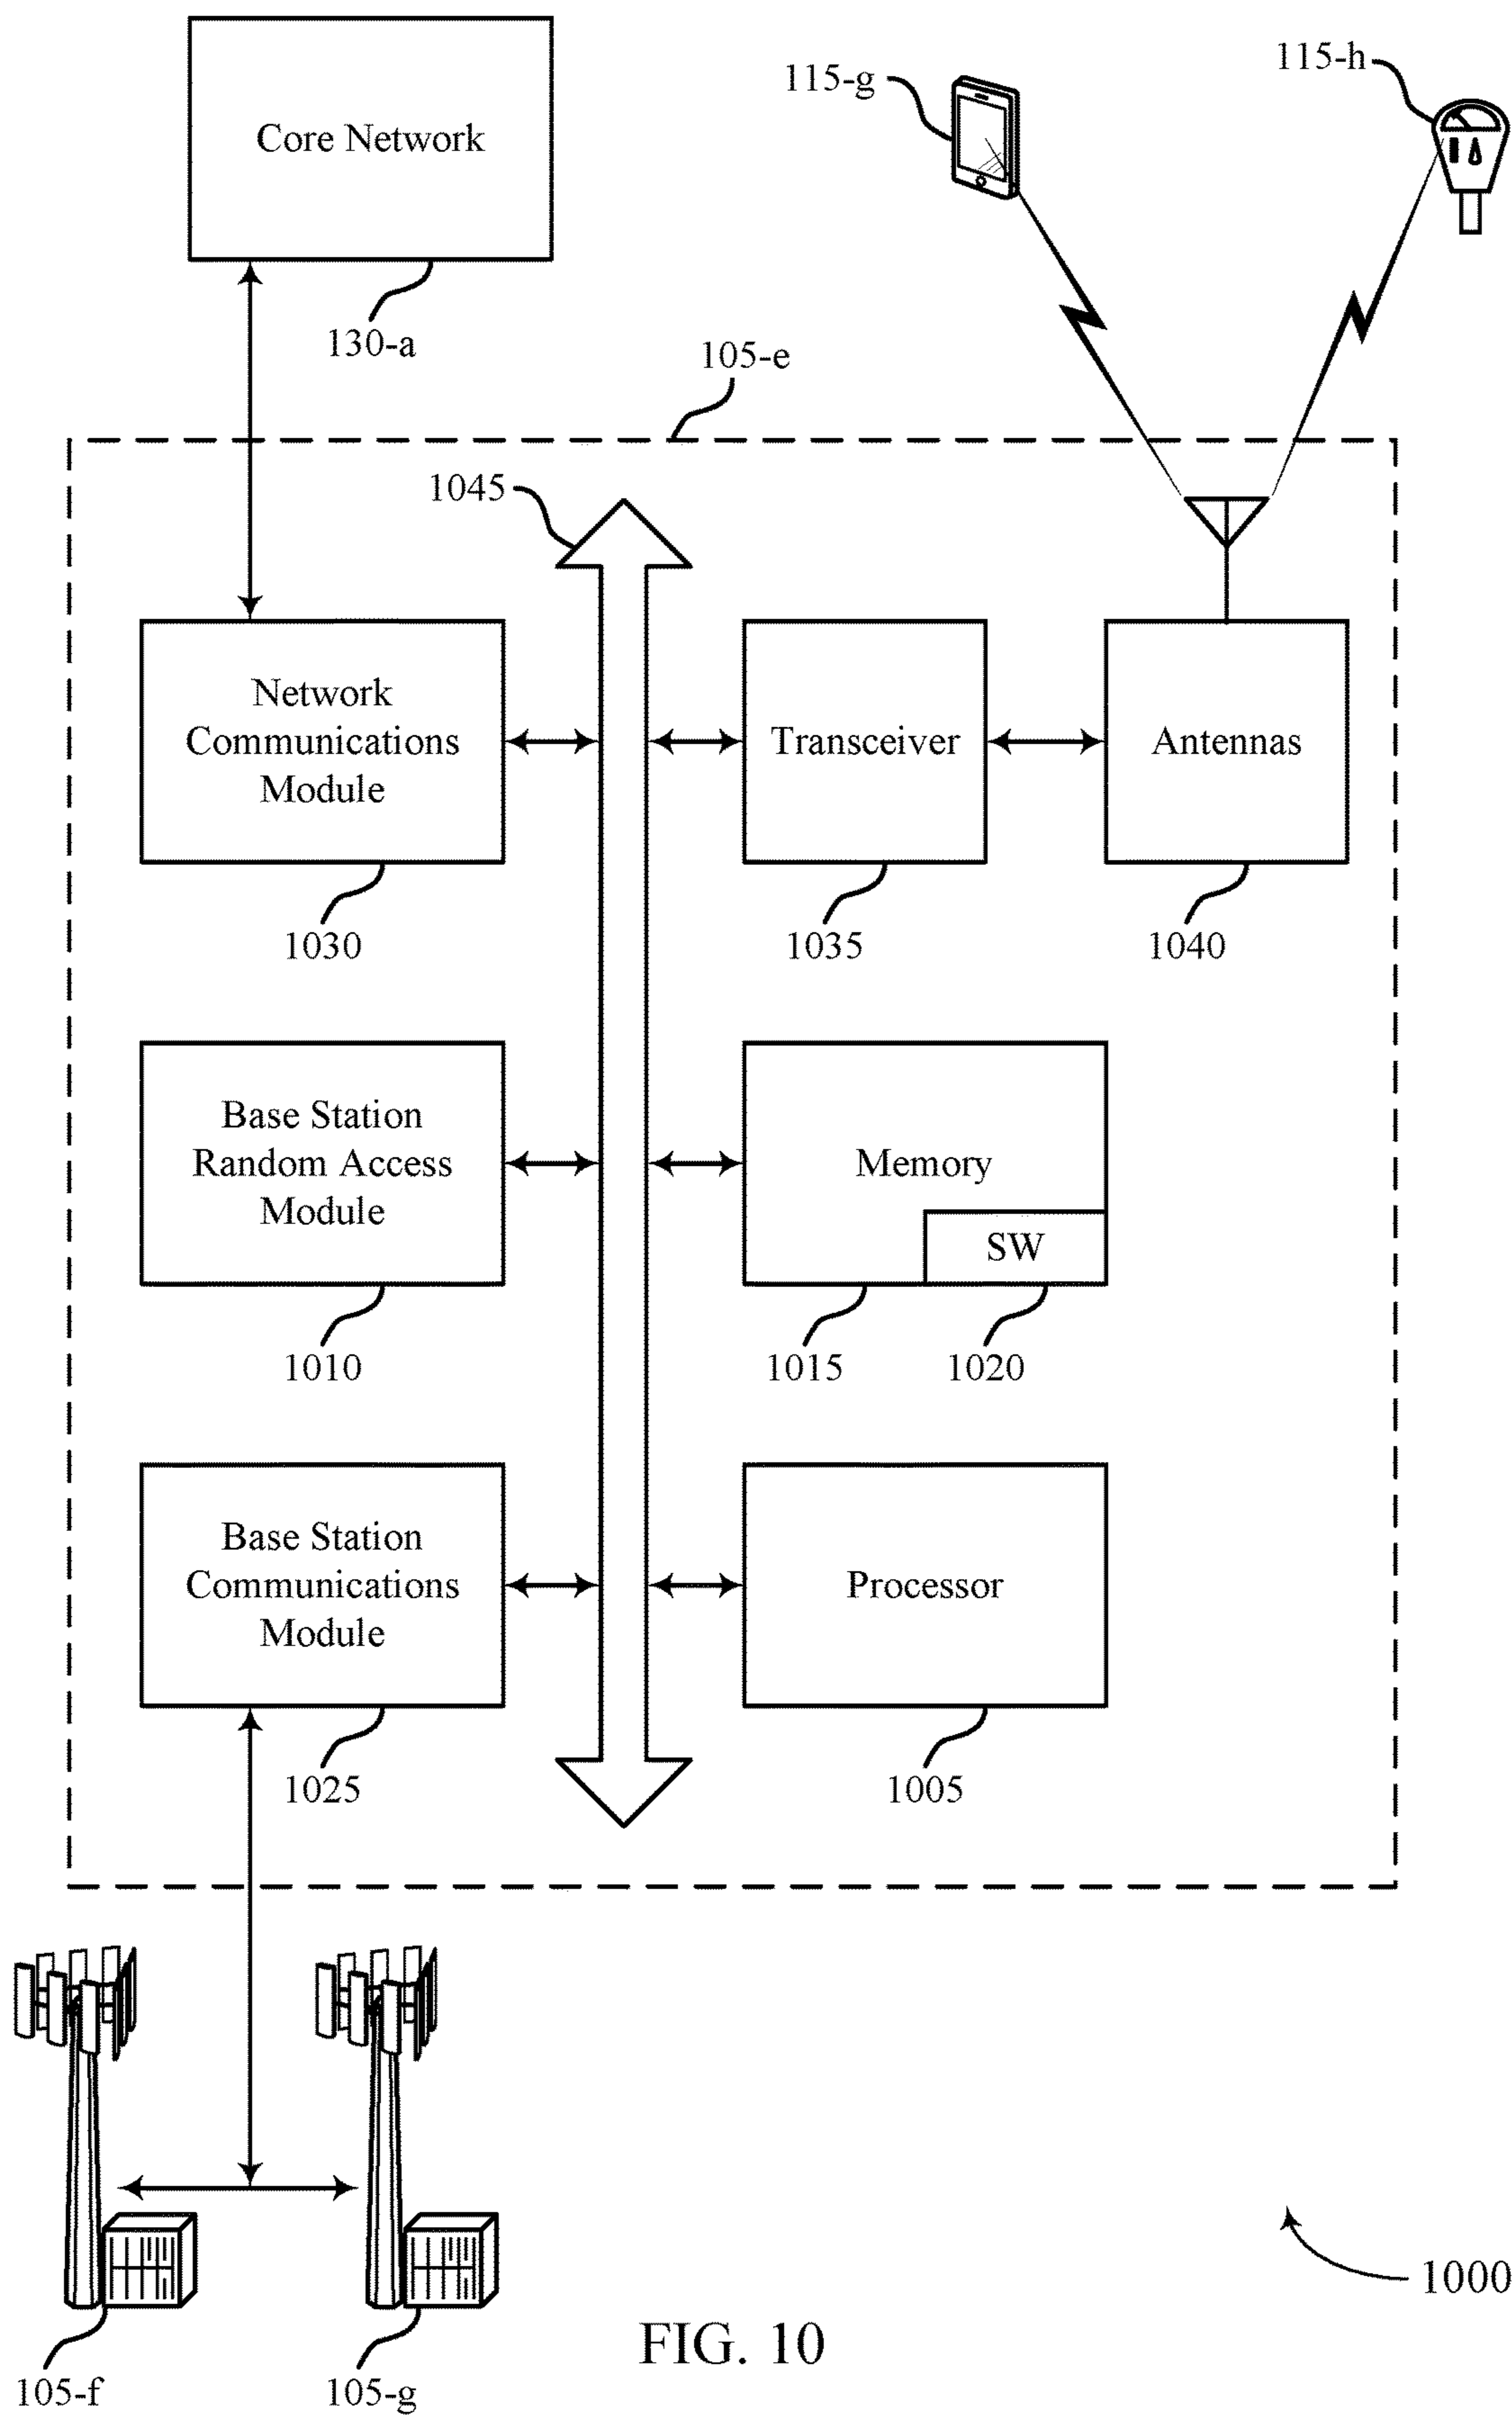 Core Network
130-a
115-g
115-h
105-e
1045
Network
Communications
Module
1030
Transceiver
1035
Antennas
1040
Base Station
Random Access
Module
1010
Memory
SW
1015
1020
Base Station
Communications
Module
1025
Processor
1005
105-f
105-g
1000
FIG. 10